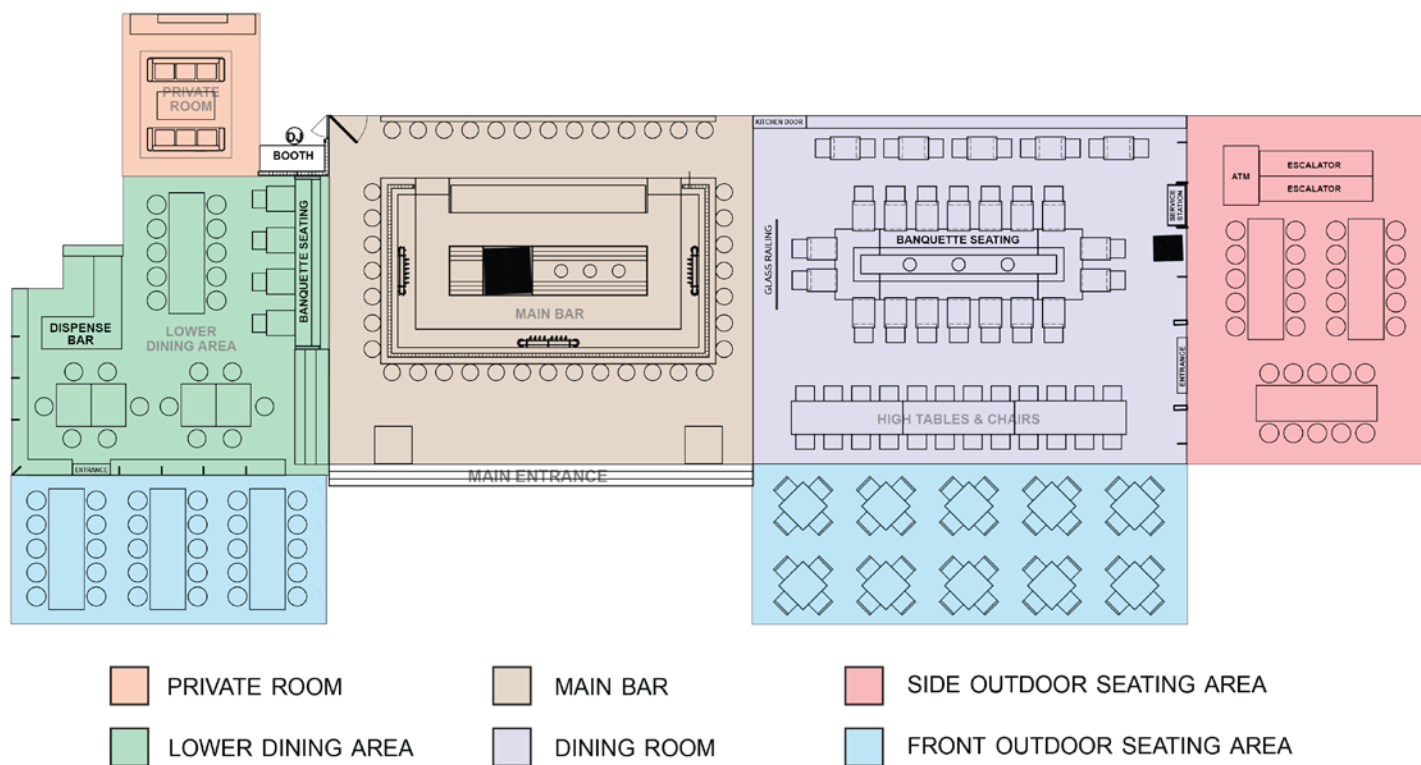 PRIVATE
ROOM
DJ
BOOTH
KITCHEN DOOR
ATM
ESCALATOR
ESCALATOR
SERVICE
STATION
BANQUETTE SEATING
BANQUETTE SEATING
GLASS RAILING
MAIN BAR
DISPENSE
BAR
LOWER
DINING AREA
ENTRANCE
HIGH TABLES & CHAIRS
ENTRANCE
MAIN ENTRANCE
PRIVATE ROOM
MAIN BAR
SIDE OUTDOOR SEATING AREA
LOWER DINING AREA
DINING ROOM
FRONT OUTDOOR SEATING AREA